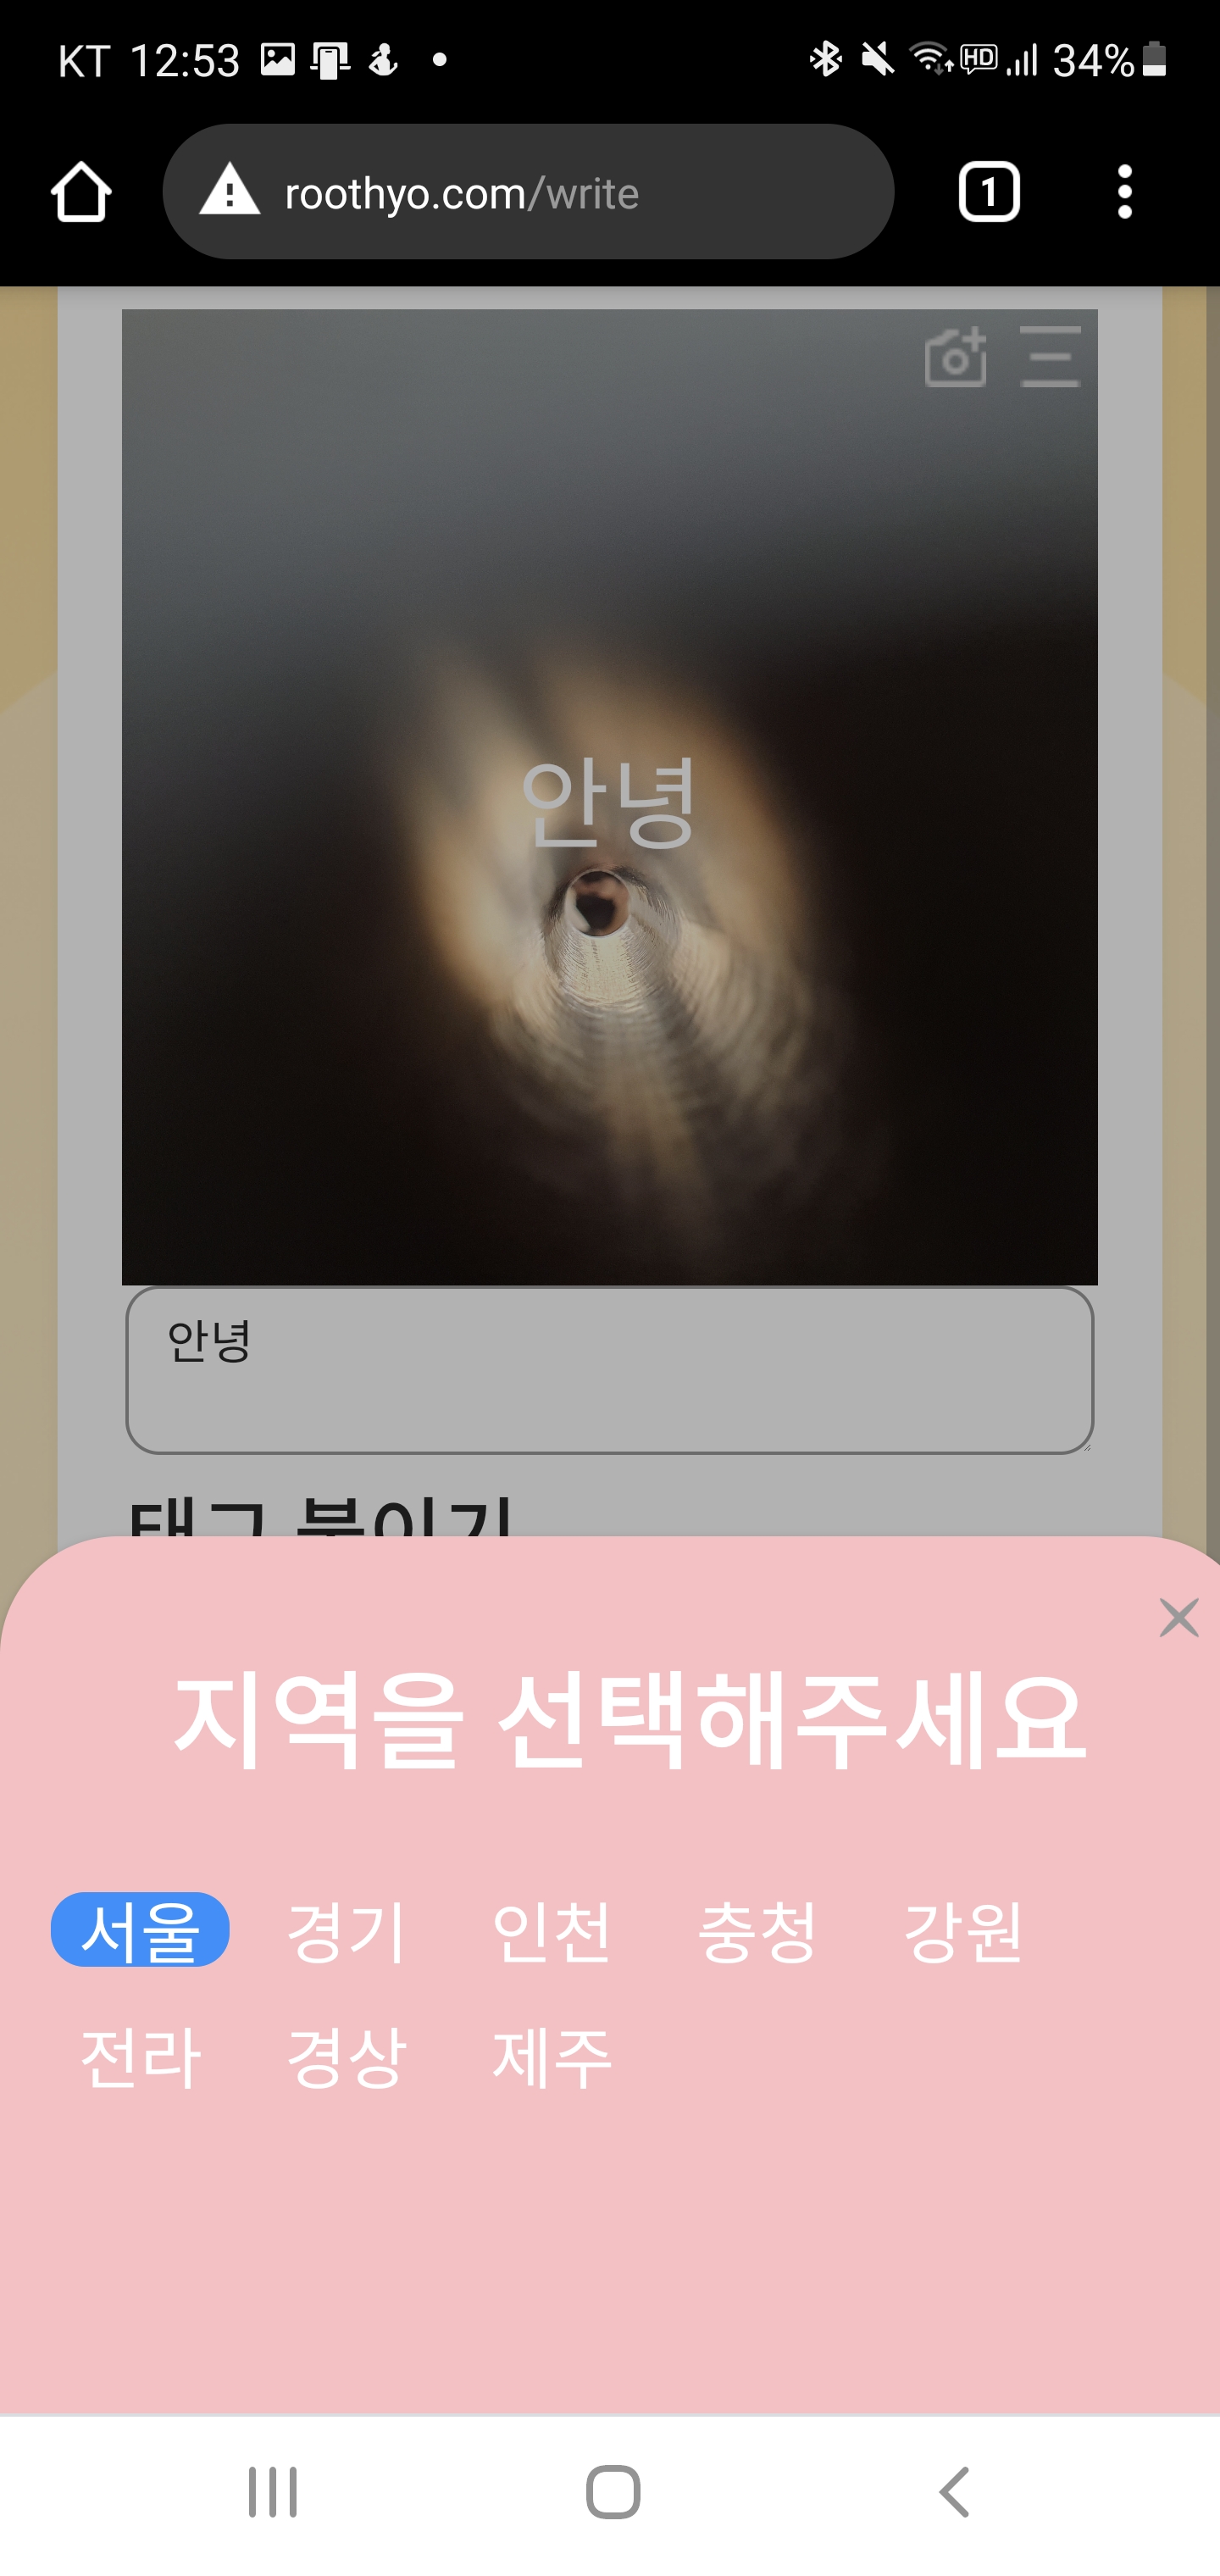 KT 12:53 HD 34%
roothyo.com/write 1
안녕
안녕
태그 붙이기
지역을 선택해주세요
서울 경기 인천 충청 강원
전라 경상 제주